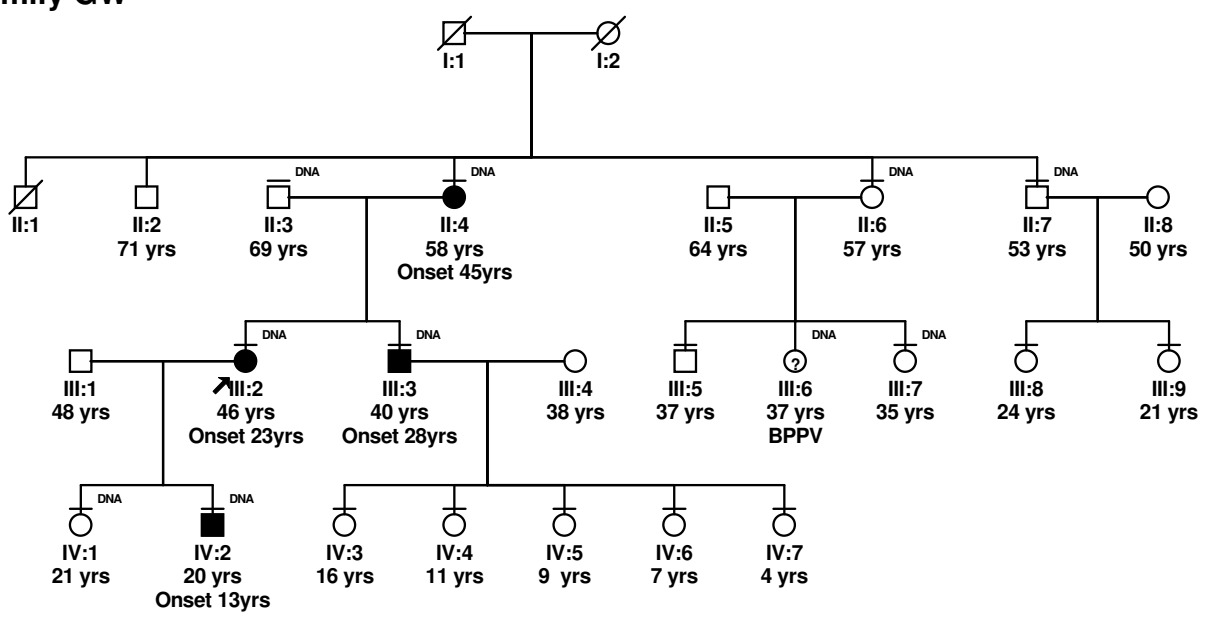 I:1 I:2
DNA DNA DNA DNA
II:1 II:2 II:3 II:4 II:5 II:6 II:7 II:8
71 yrs 69 yrs 58 yrs 64 yrs 57 yrs 53 yrs 50 yrs
Onset 45yrs
DNA DNA DNA DNA
?
III:1 III:2 III:3 III:4 III:5 III:6 III:7 III:8 III:9
48 yrs 46 yrs 40 yrs 38 yrs 37 yrs 37 yrs 35 yrs 24 yrs 21 yrs
Onset 23yrs Onset 28yrs BPPV
DNA DNA
IV:1 IV:2 IV:3 IV:4 IV:5 IV:6 IV:7
21 yrs 20 yrs 16 yrs 11 yrs 9 yrs 7 yrs 4 yrs
Onset 13yrs